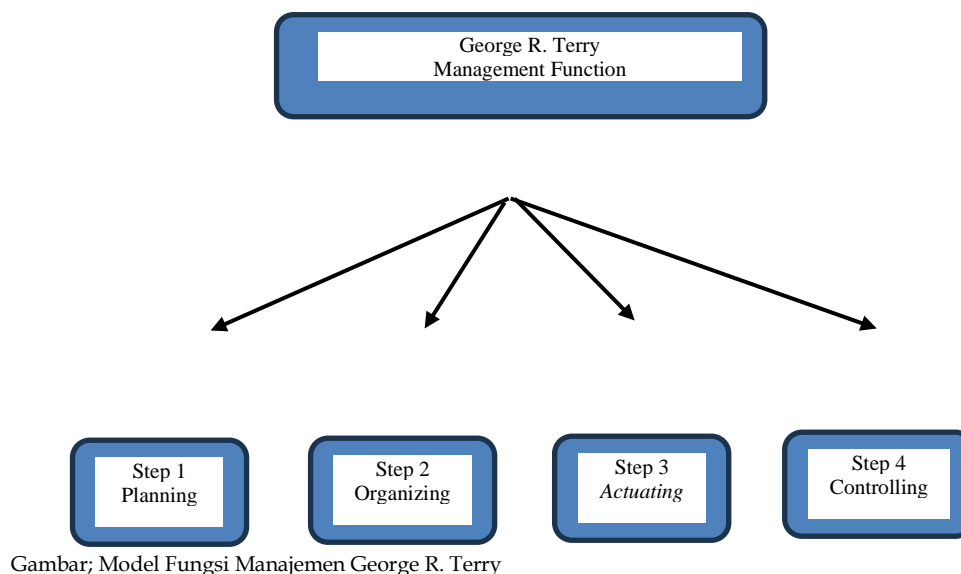 George R. Terry
Management Function
Step 1
Planning
Step 2
Organizing
Step 3
Actuating
Step 4
Controlling
Gambar; Model Fungsi Manajemen George R. Terry